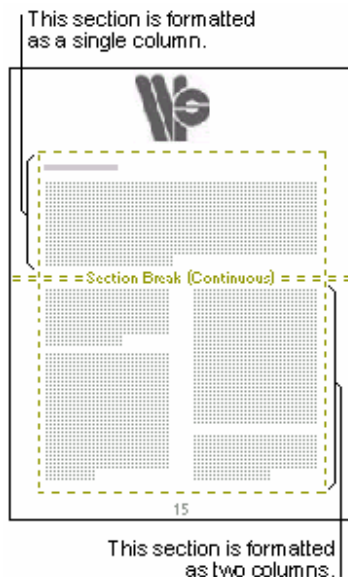 This section is formatted
as a single column.
Section Break (Continuous)
15
This section is formatted
as two columns.